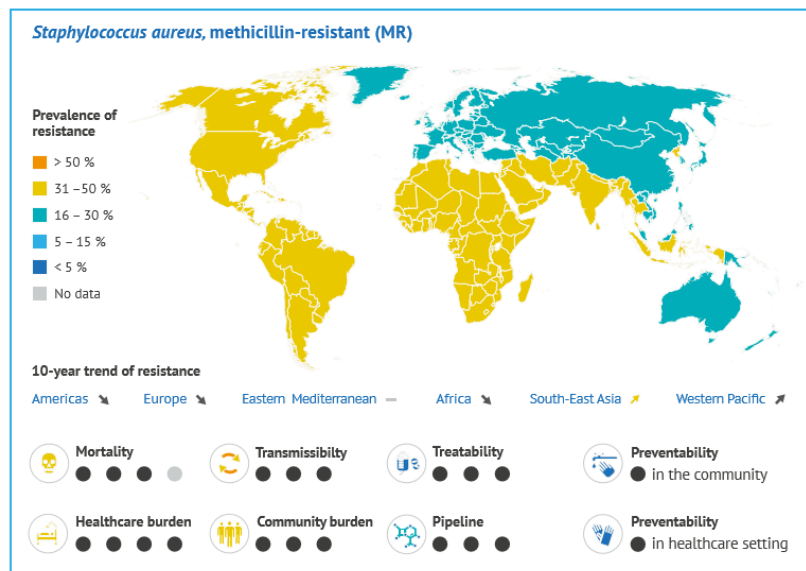 Staphylococcus aureus, methicillin-resistant (MR)
Prevalence of
resistance
> 50 %
31 –50 %
16 – 30 %
5 – 15 %
< 5 %
No data
10-year trend of resistance
Americas
Europe
Eastern Mediterranean
Africa
South-East Asia
Western Pacific
Mortality
Transmissibilty
Treatability
Preventability
in the community
Healthcare burden
Community burden
Pipeline
Preventability
in healthcare setting